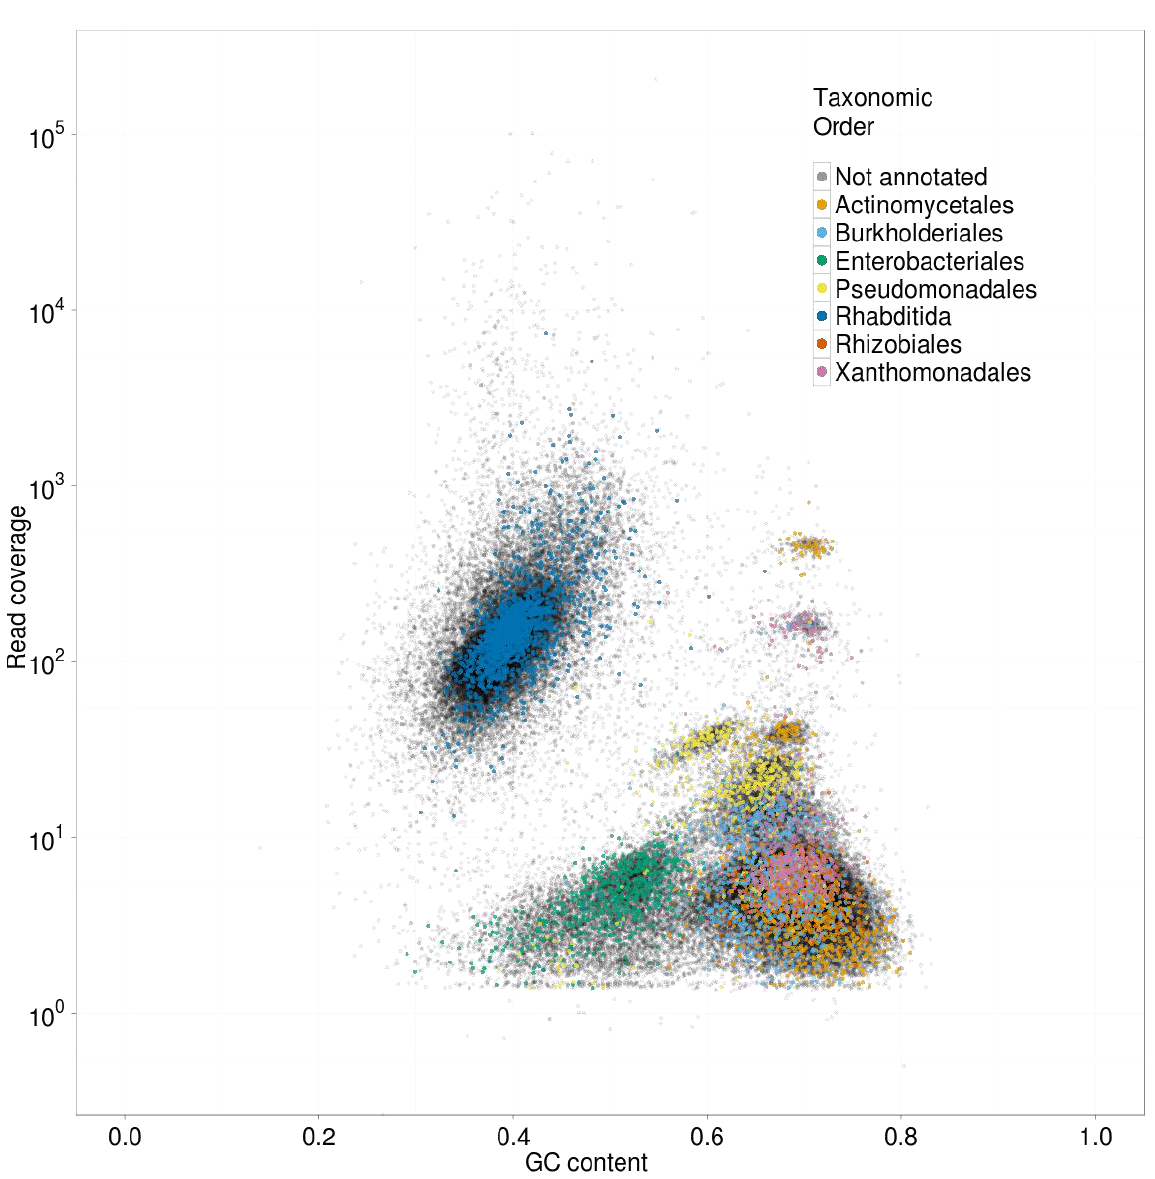 Taxonomic
Order
Not annotated
Actinomycetales
Burkholderiales
Enterobacteriales
Pseudomonadales
Rhabditida
Rhizobiales
Xanthomonadales
Read coverage
10^5
10^4
10^3
10^2
10^1
10^0
0.0 0.2 0.4 0.6 0.8 1.0
GC content